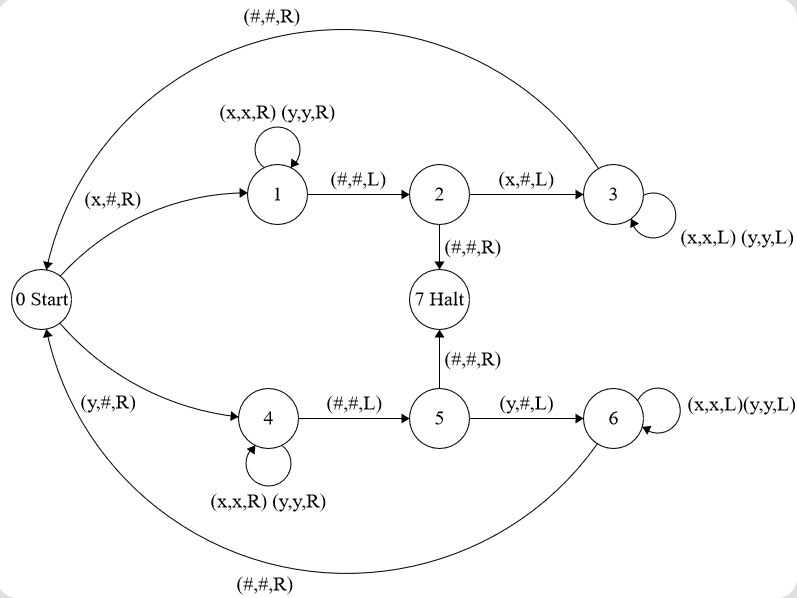 (#,#,R)
(x,x,R) (y,y,R)
(x,#,R)
1
(#,#,L)
2
(x,#,L)
3
(x,x,L) (y,y,L)
(#,#,R)
0 Start
7 Halt
(#,#,R)
(y,#,R)
4
(#,#,L)
5
(y,#,L)
6
(x,x,L)(y,y,L)
(x,x,R) (y,y,R)
(#,#,R)